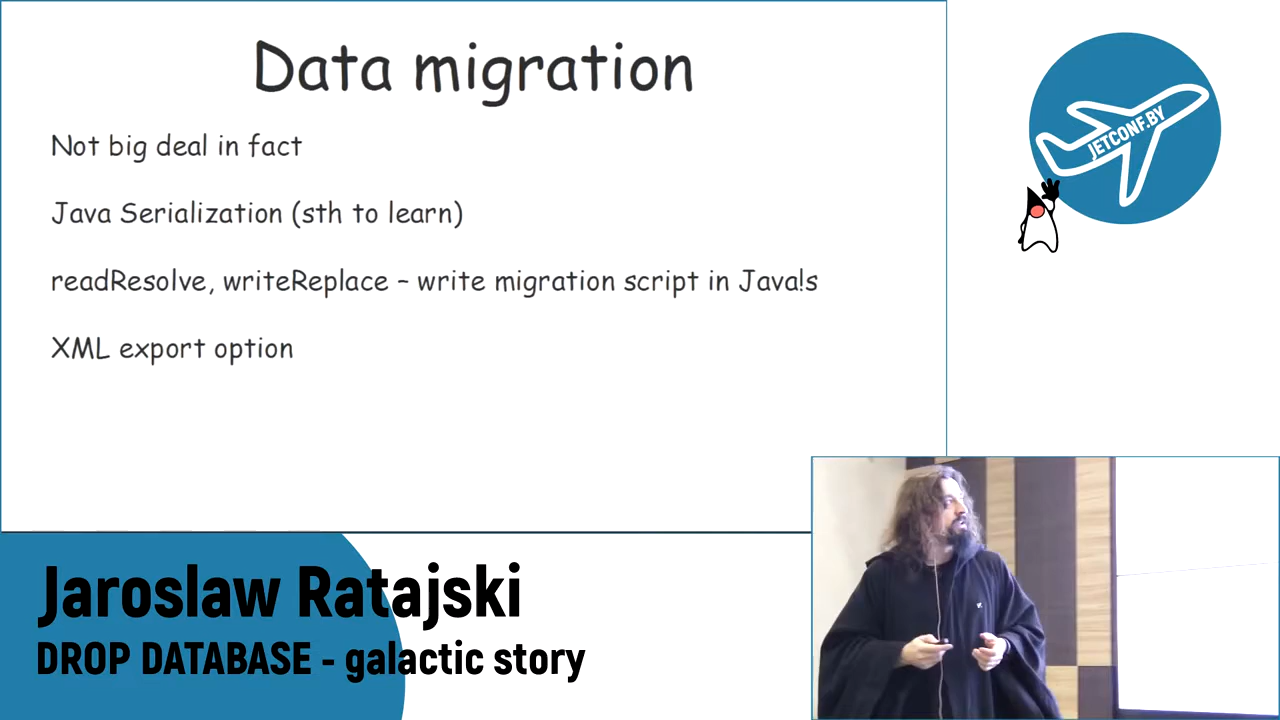 Data migration
Not big deal in fact
Java Serialization (sth to learn)
readResolve, writeReplace – write migration script in Java!s
XML export option
JETCONF.BY
Jaroslaw Ratajski
DROP DATABASE - galactic story